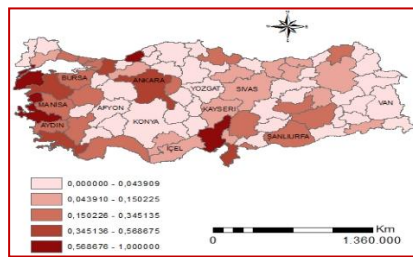 BURSA
ANKARA
YOZGAT
SIVAS
MANISA
AFYON
KAYSERI
VAN
AYDIN
KONYA
ŞANLIURFA
İÇEL
0,000000 - 0,043909
0,043910 - 0,150225
0,150226 - 0,345135
0,345136 - 0,568675
0,568676 - 1,000000
Km
0
1:360.000